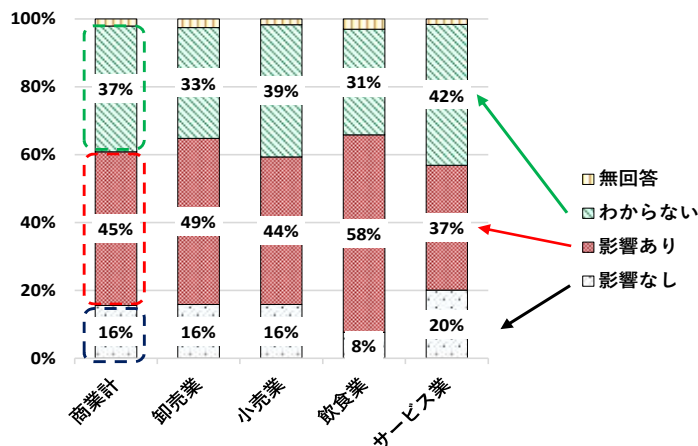 100%
80%
60%
40%
20%
0%
37%
33%
39%
31%
42%
45%
49%
44%
58%
37%
16%
16%
16%
8%
20%
商業計
卸売業
小売業
飲食業
サービス業
無回答
わからない
影響あり
影響なし